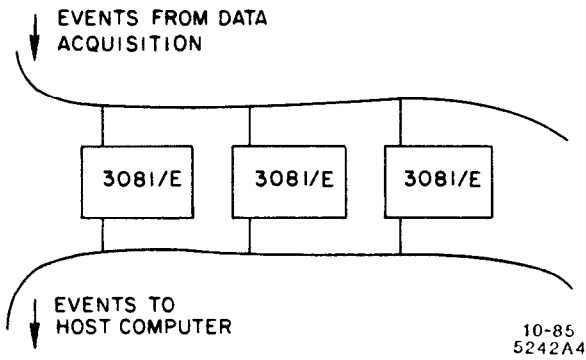 EVENTS FROM DATA
ACQUISITION
3081/E 3081/E 3081/E
EVENTS TO
HOST COMPUTER
10-85
5242A4